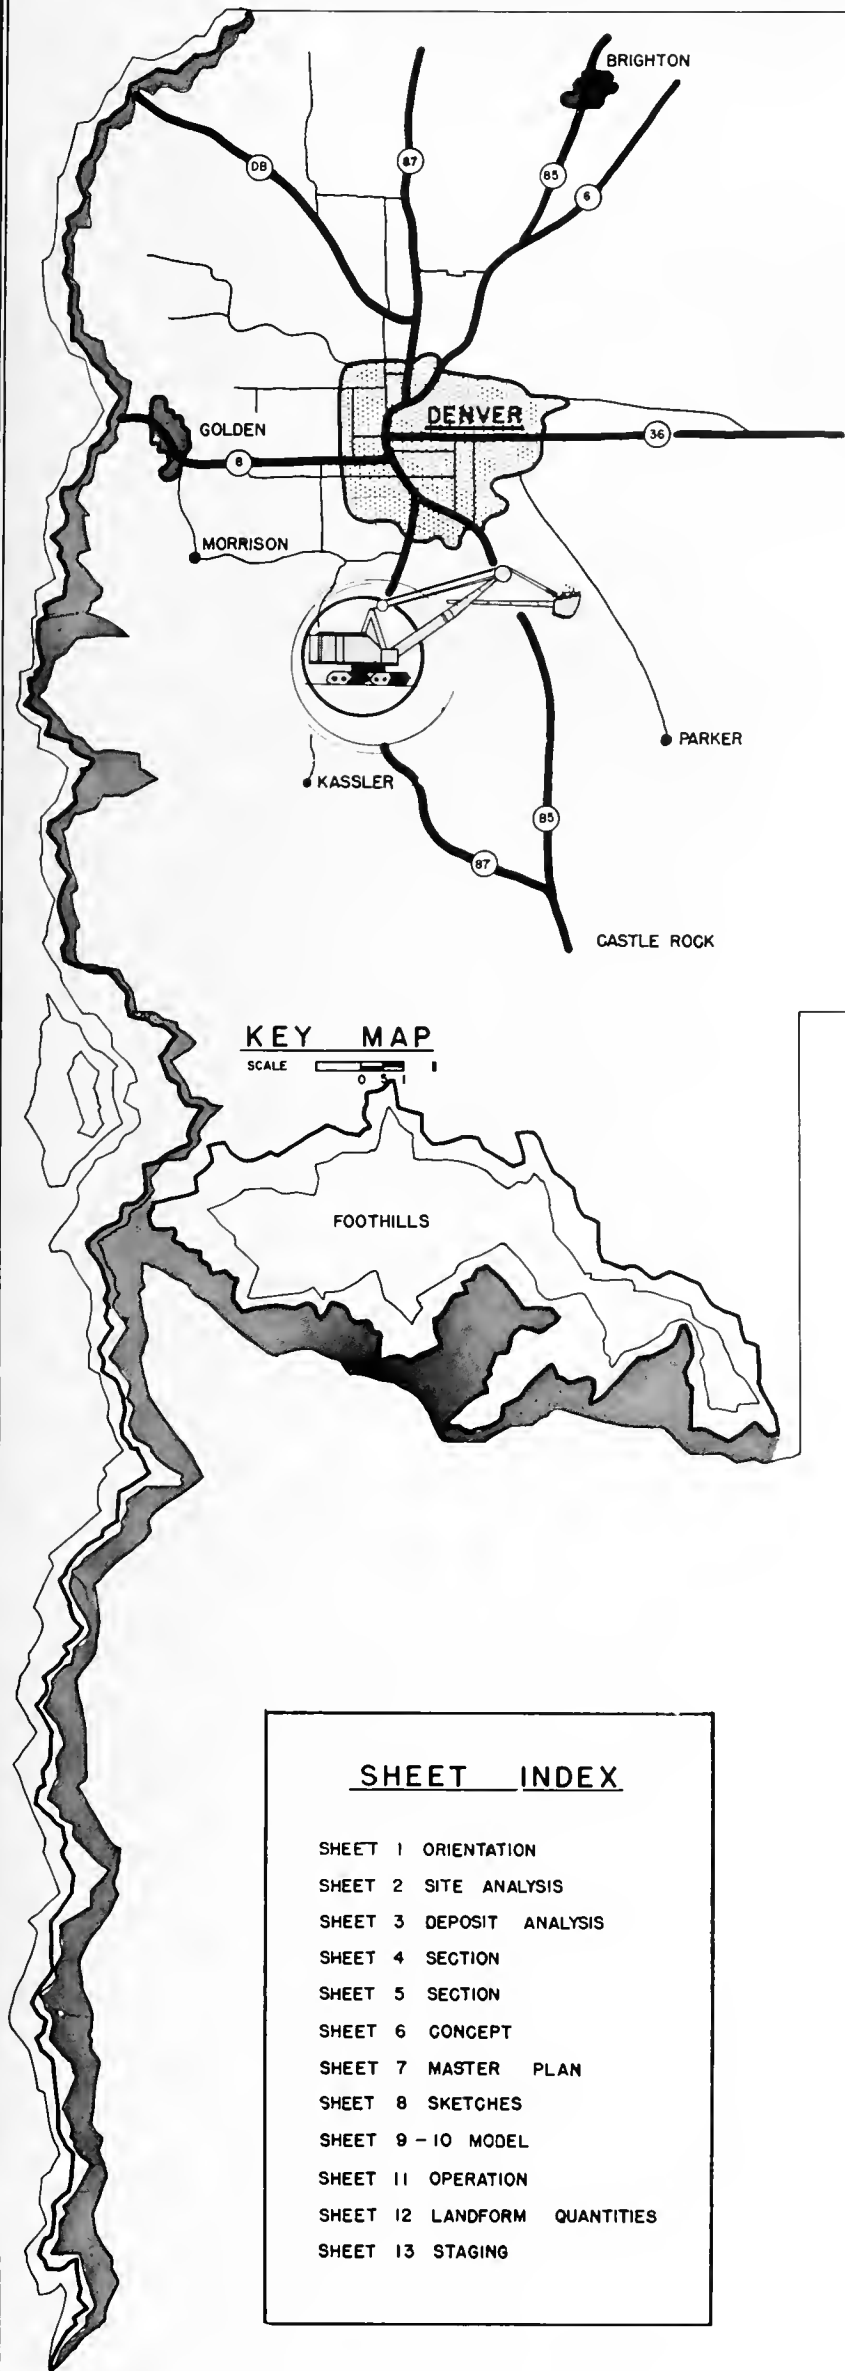 BRIGHTON
DB
87
85
6
DENVER
GOLDEN
36
8
MORRISON
PARKER
KASSLER
85
87
CASTLE ROCK
KEY MAP
SCALE
0 .5 1
FOOTHILLS
SHEET INDEX
SHEET 1 ORIENTATION
SHEET 2 SITE ANALYSIS
SHEET 3 DEPOSIT ANALYSIS
SHEET 4 SECTION
SHEET 5 SECTION
SHEET 6 CONCEPT
SHEET 7 MASTER PLAN
SHEET 8 SKETCHES
SHEET 9 - 10 MODEL
SHEET 11 OPERATION
SHEET 12 LANDFORM QUANTITIES
SHEET 13 STAGING